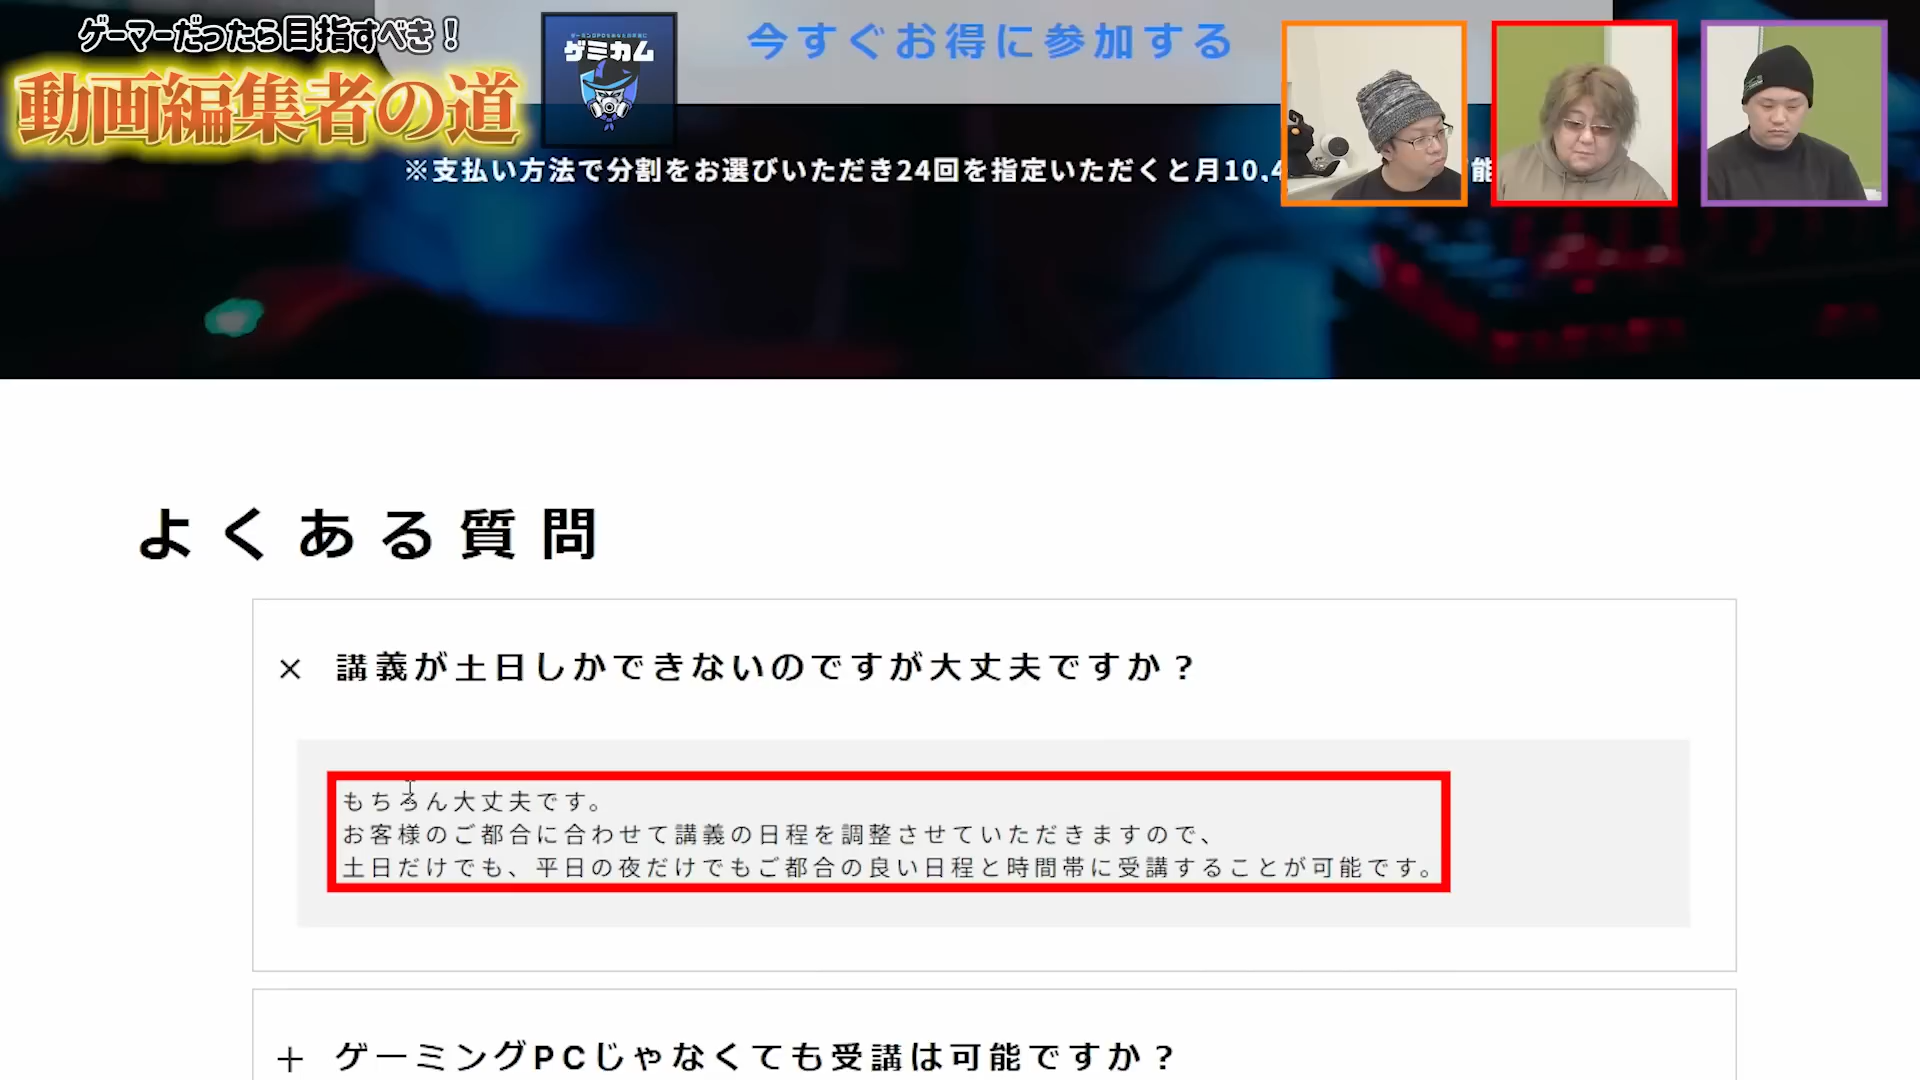 ゲーマーだったら目指すべき！
動画編集者の道
ゲミカム
今すぐお得に参加する
※支払い方法で分割をお選びいただき24回を指定いただくと月10,4
能
よくある質問
× 講義が土日しかできないのですが大丈夫ですか？
もちろん大丈夫です。
お客様のご都合に合わせて講義の日程を調整させていただきますので、
土日だけでも、平日の夜だけでもご都合の良い日程と時間帯に受講することが可能です。
＋ ゲーミングPCじゃなくても受講は可能ですか？